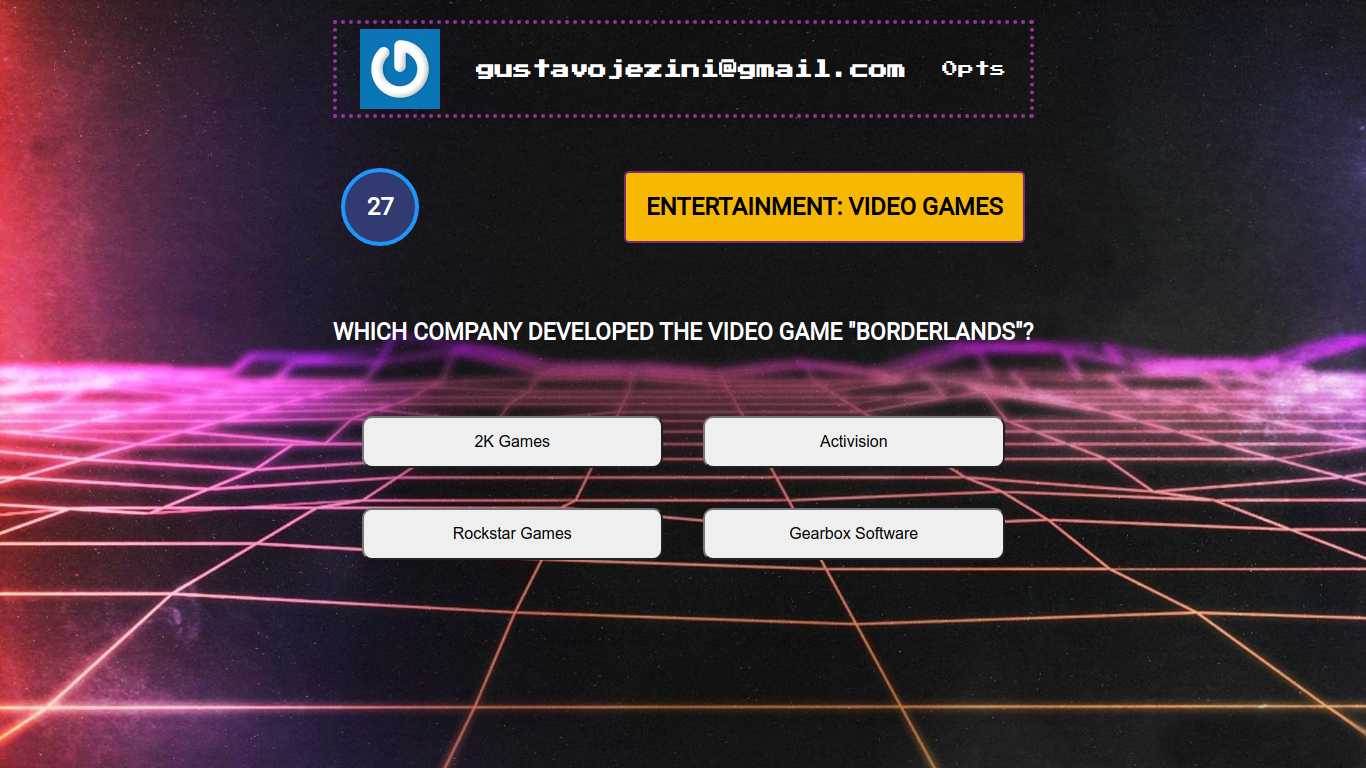 gustavojezini@gmail.com 0pts
27
ENTERTAINMENT: VIDEO GAMES
WHICH COMPANY DEVELOPED THE VIDEO GAME "BORDERLANDS"?
2K Games
Activision
Rockstar Games
Gearbox Software